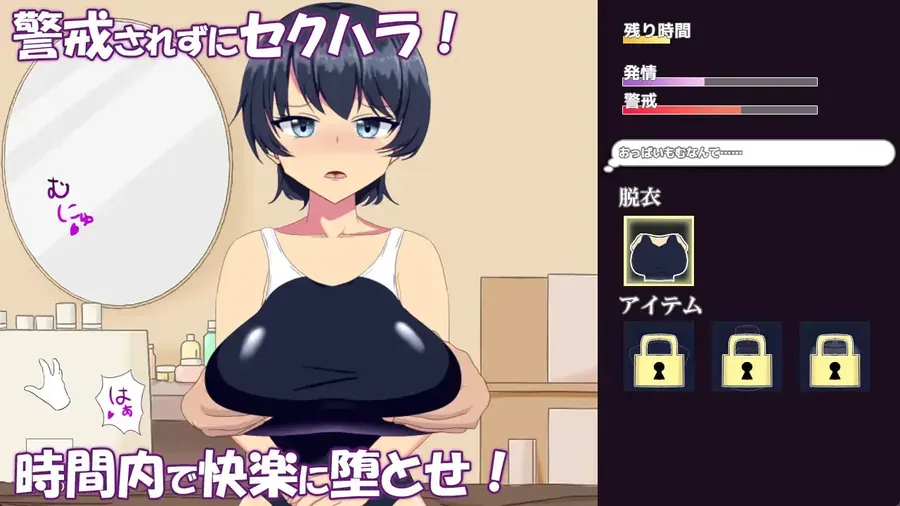 警戒されずにセクハラ！
残り時間
発情
警戒
おっぱいもむなんて……
むにゅ
脱衣
アイテム
はぁ
時間内で快楽に堕とせ！